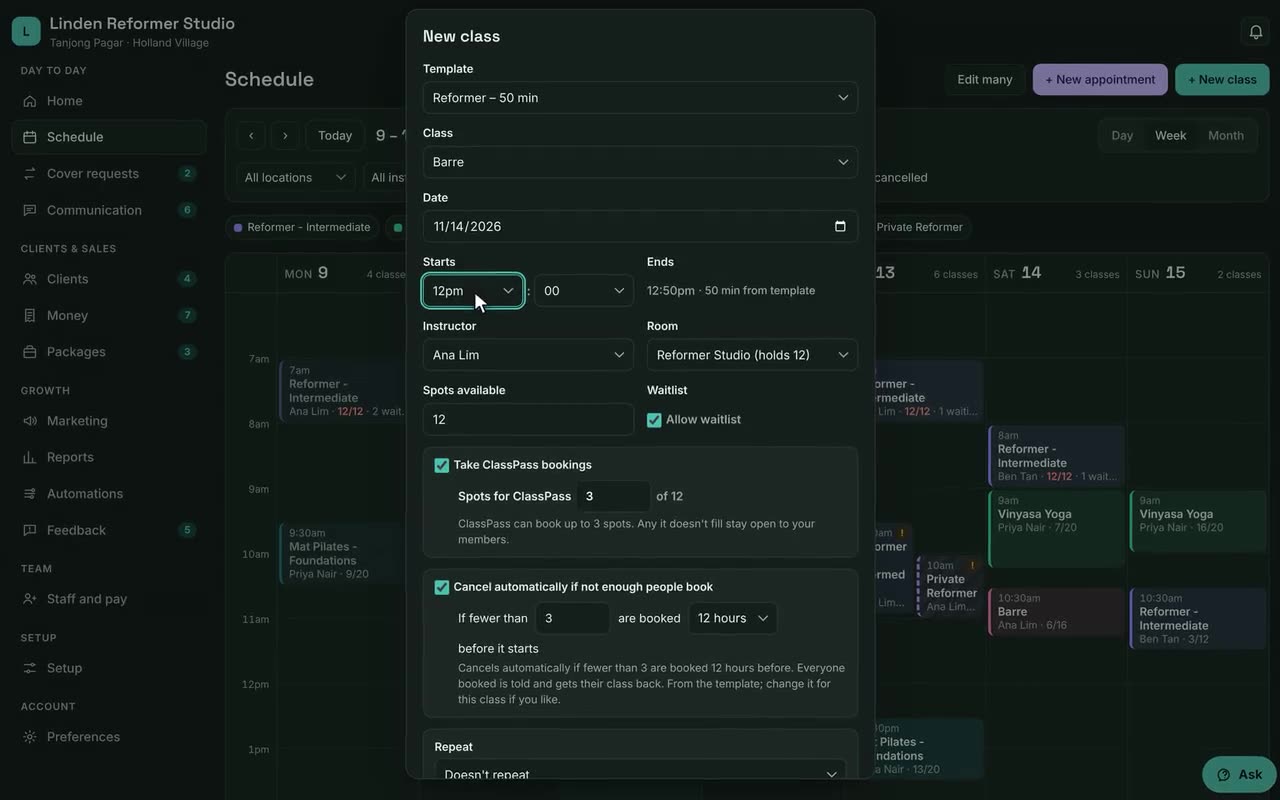 L
Linden Reformer Studio
Tanjong Pagar · Holland Village
DAY TO DAY
Home
Schedule
Cover requests 2
Communication 6
CLIENTS & SALES
Clients 4
Money 7
Packages 3
GROWTH
Marketing
Reports
Automations
Feedback 5
TEAM
Staff and pay
SETUP
Setup
ACCOUNT
Preferences
Schedule
Edit many
+ New appointment
+ New class
‹ › Today 9 –
Day Week Month
All locations
All
cancelled
Reformer - Intermediate
Private Reformer
MON 9 4 classes
13 6 classes
SAT 14 3 classes
SUN 15 2 classes
7am
8am
9am
10am
11am
12pm
1pm
7am
Reformer -
Intermediate
Ana Lim · 12/12 · 2 wait.
9:30am
Mat Pilates -
Foundations
Priya Nair · 9/20
New class
Template
Reformer – 50 min
Class
Barre
Date
11/14/2026
Starts
12pm : 00
Ends
12:50pm · 50 min from template
Instructor
Ana Lim
Room
Reformer Studio (holds 12)
Spots available
12
Waitlist
Allow waitlist
Take ClassPass bookings
Spots for ClassPass 3 of 12
ClassPass can book up to 3 spots. Any it doesn't fill stay open to your
members.
Cancel automatically if not enough people book
If fewer than 3 are booked 12 hours
before it starts
Cancels automatically if fewer than 3 are booked 12 hours before. Everyone
booked is told and gets their class back. From the template; change it for
this class if you like.
Repeat
Doesn't repeat
Lim · 12/12 · 1 waiti...
10am !
Private
Reformer
Ana Lim...
Pilates -
Nair · 13/20
8am
Reformer -
Intermediate
Ben Tan · 12/12 · 1 wait...
9am
Vinyasa Yoga
Priya Nair · 7/20
10:30am
Barre
Ana Lim · 6/16
9am
Vinyasa Yoga
Priya Nair · 16/20
10:30am
Reformer -
Intermediate
Ben Tan · 3/12
Ask